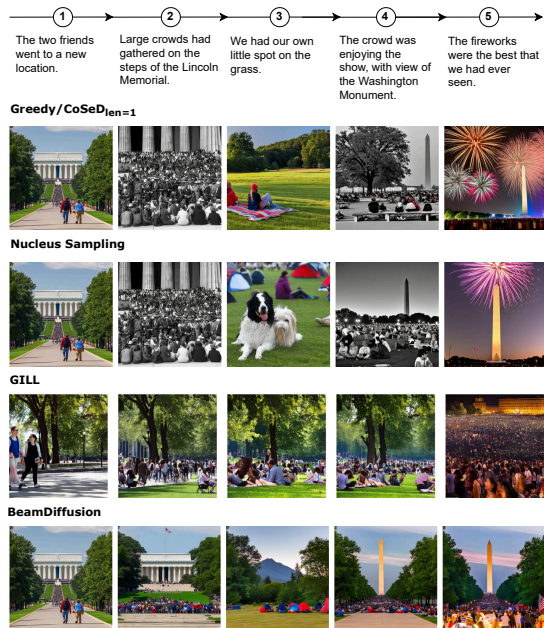 1 2 3 4 5
The two friends
went to a new
location.
Large crowds had
gathered on the
steps of the Lincoln
Memorial.
We had our own
little spot on the
grass.
The crowd was
enjoying the
show, with view of
the Washington
Monument.
The fireworks
were the best that
we had ever
seen.
Greedy/CoSeD_len=1
Nucleus Sampling
GILL
BeamDiffusion